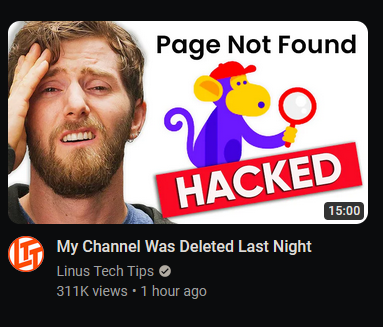 Page Not Found
HACKED
15:00
LTT
My Channel Was Deleted Last Night
Linus Tech Tips
311K views • 1 hour ago